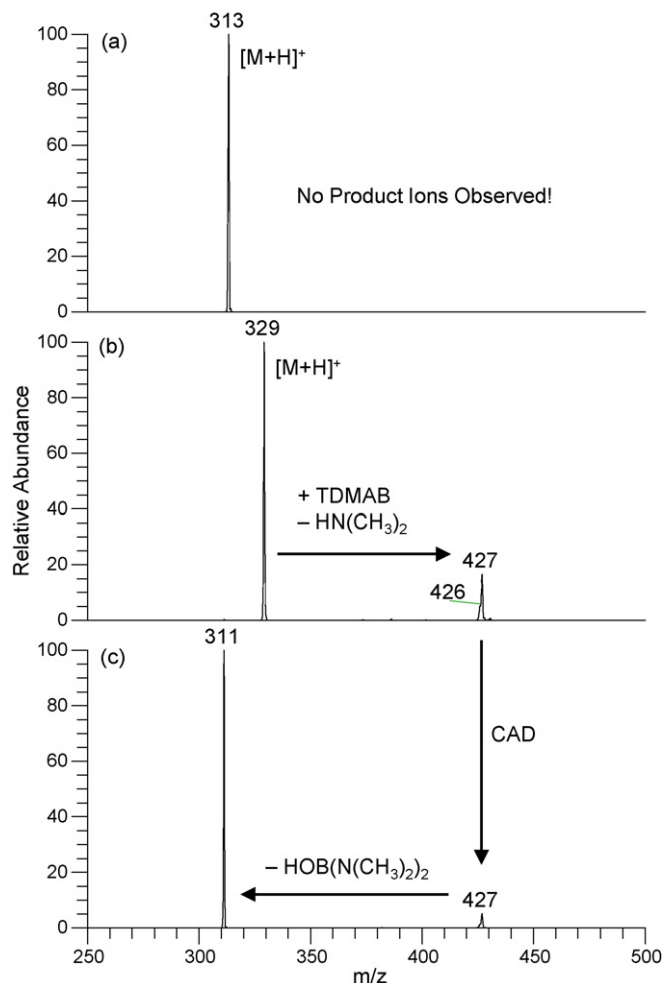 313
(a)
[M+H]⁺
No Product Ions Observed!
100
80
60
40
20
0
329
(b)
[M+H]⁺
+ TDMAB
– HN(CH₃)₂
427
426
100
80
60
40
20
0
Relative Abundance
311
(c)
CAD
– HOB(N(CH₃)₂)₂
427
100
80
60
40
20
0
250 300 350 400 450 500
m/z